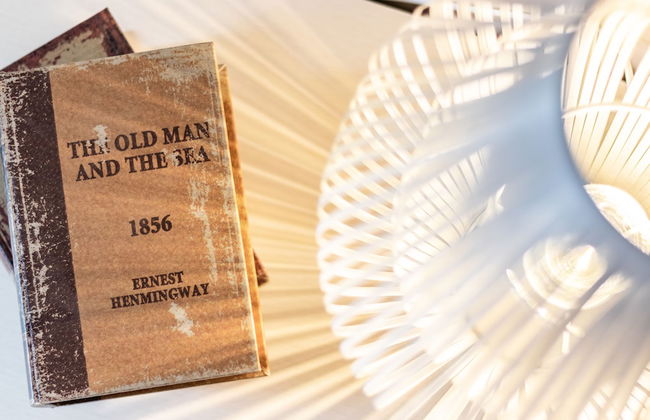 THE OLD MAN
AND THE SEA
1856
ERNEST
HENMINGWAY